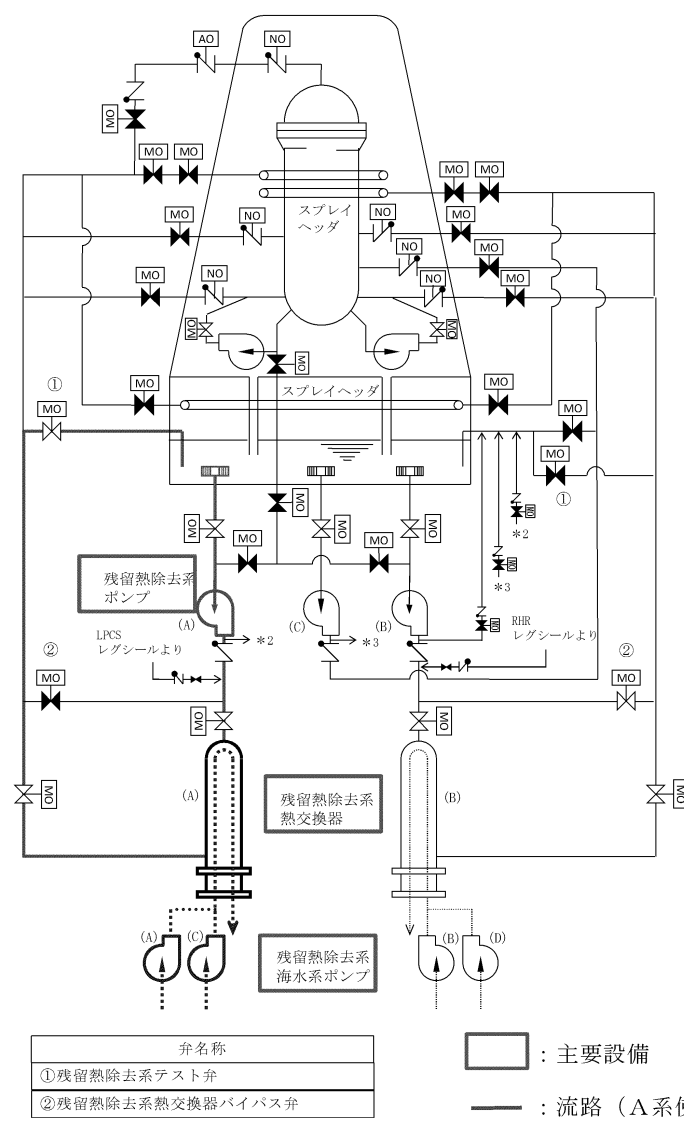 AO
NO
MO
MO
MO
MO
MO
スプレイ
ヘッダ
MO
NO
NO
MO
NO
MO
MO
NO
NO
MO
MO
MO
MO
①
スプレイヘッダ
MO
MO
MO
MO
MO
①
MO
MO
MO
MO
MO
MO
MO
*2
MO
*3
残留熱除去系
ポンプ
(A)
(C)
(B)
MO
RHR
レグシールより
LPCS
レグシールより
*2
*3
②
②
MO
MO
MO
MO
(A)
(B)
MO
MO
残留熱除去系
熱交換器
(A)
(C)
(B)
(D)
残留熱除去系
海水系ポンプ
弁名称
①残留熱除去系テスト弁
②残留熱除去系熱交換器バイパス弁
:主要設備
:流路(A系使